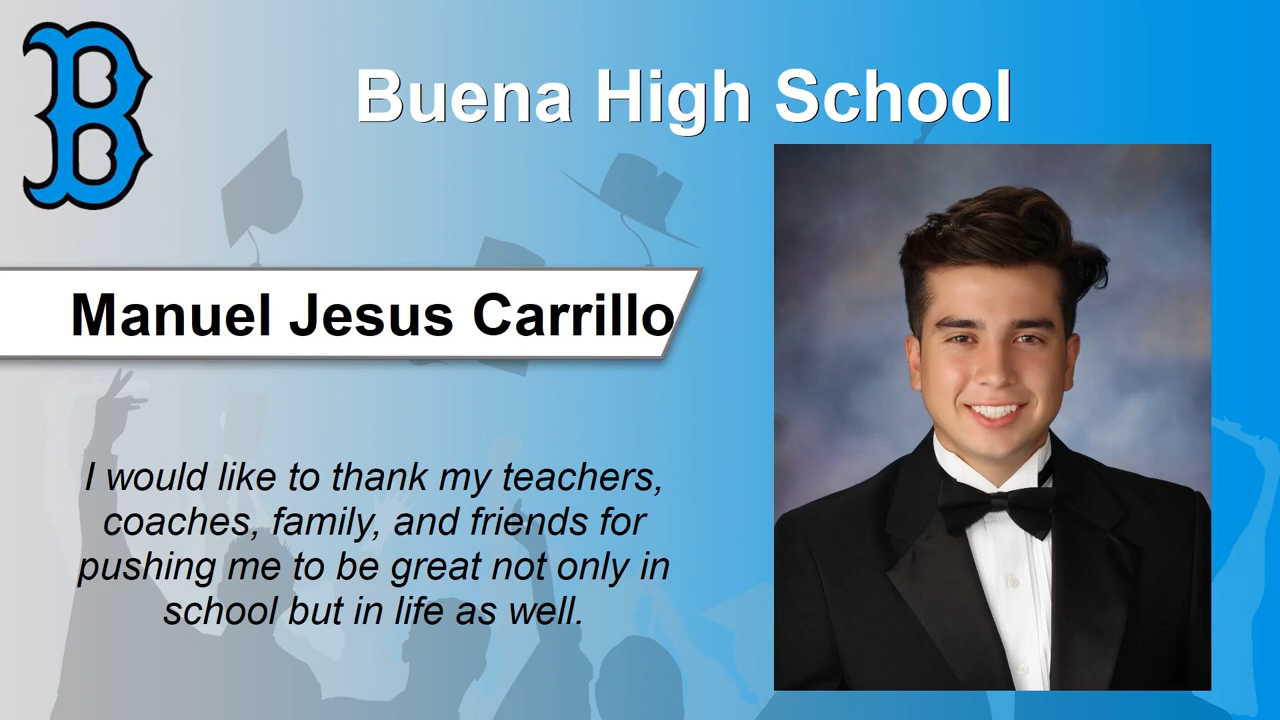 B
Buena High School
Manuel Jesus Carrillo
I would like to thank my teachers,
coaches, family, and friends for
pushing me to be great not only in
school but in life as well.